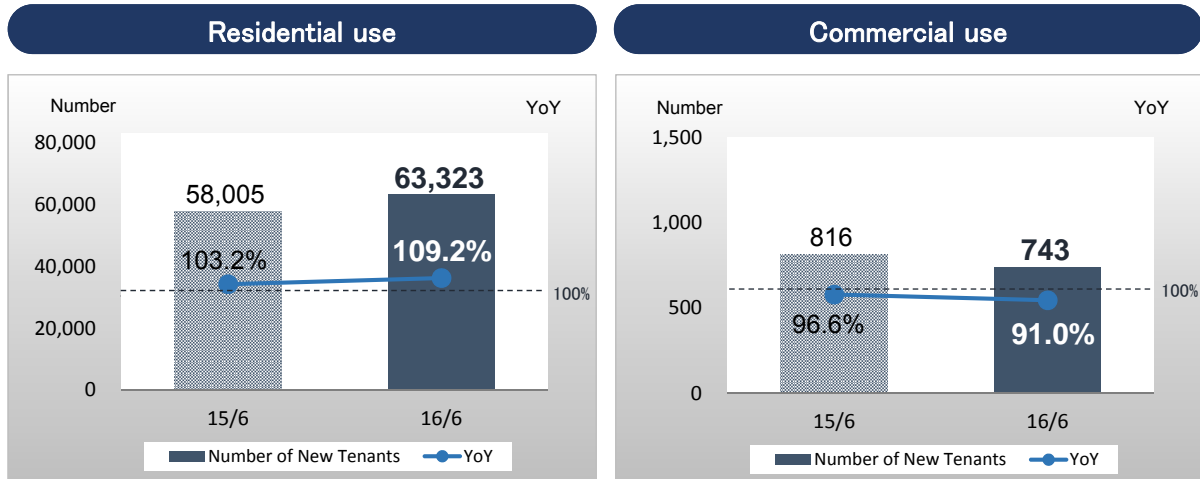 Residential use
Number
YoY
80,000
60,000
40,000
20,000
0
58,005
63,323
103.2%
109.2%
100%
15/6
16/6
Number of New Tenants
YoY
Commercial use
Number
YoY
1,500
1,000
500
0
816
743
96.6%
91.0%
100%
15/6
16/6
Number of New Tenants
YoY